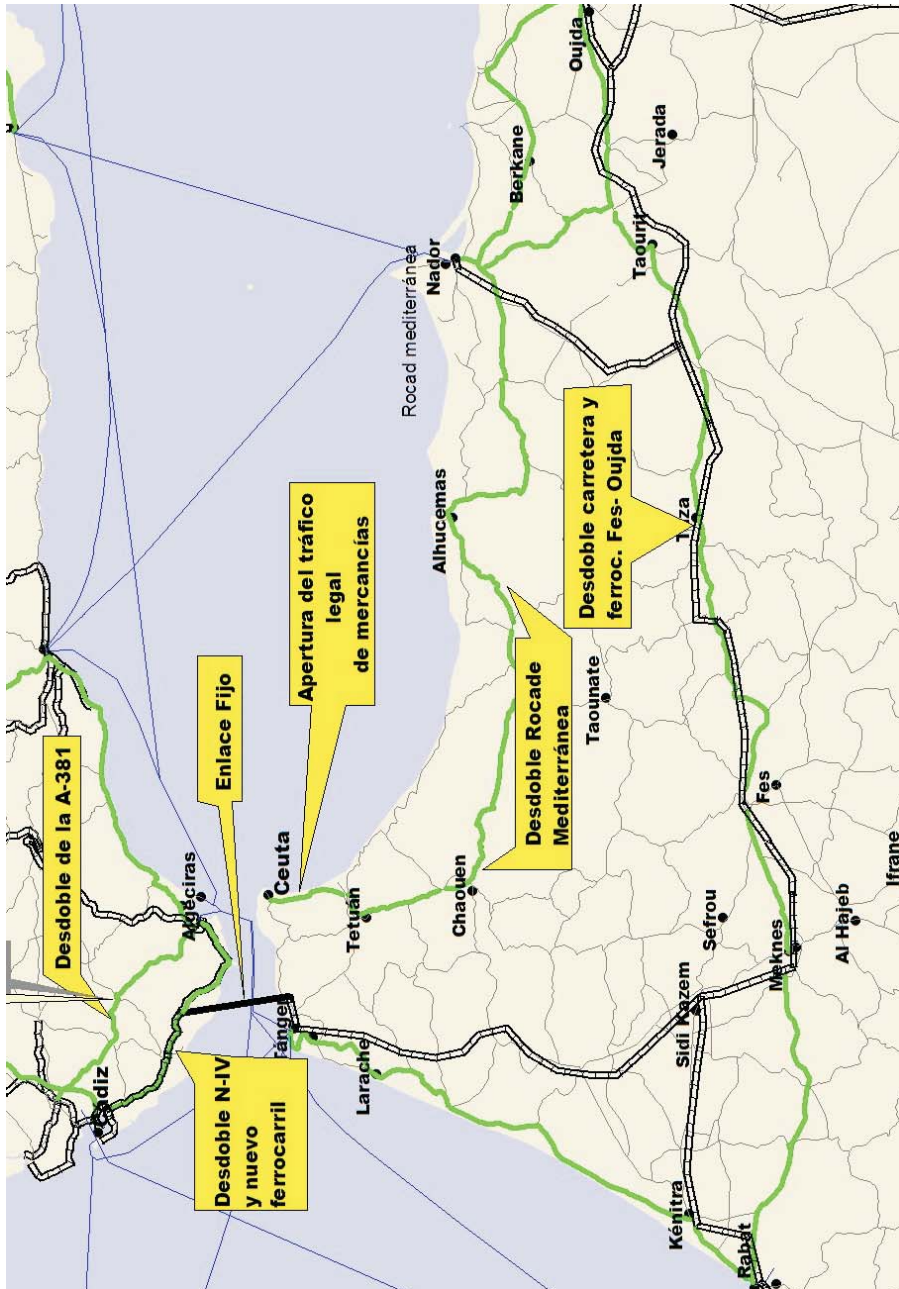 Desdoble de la A-381
Enlace Fijo
Apertura del tráfico
legal
de mercancías
Desdoble N-IV
y nuevo
ferrocarril
Algeciras
Ceuta
Tetuán
Larache
Chaouen
Alhucemas
Rocad mediterránea
Nador
Berkane
Oujda
Jerada
Taourit
Desdoble Rocade
Mediterránea
Desdoble carretera y
ferroc. Fes- Oujda
Taounate
Fes
Sefrou
Sidi Kazem
Meknes
Al Hajeb
Ifrane
Kénitra
Rabat